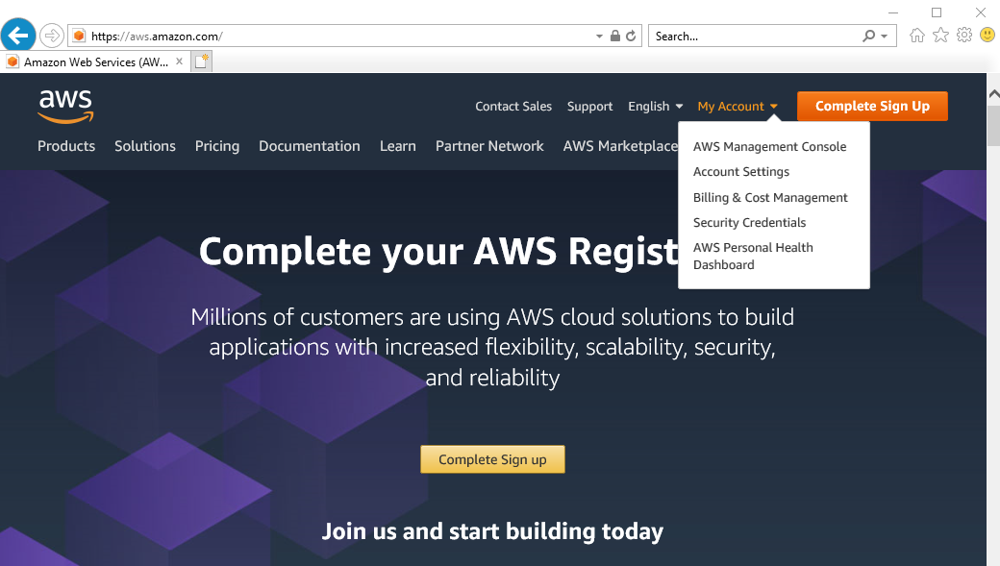 https://aws.amazon.com/
Search...
Amazon Web Services (AW...
aws
Contact Sales Support English My Account Complete Sign Up
Products Solutions Pricing Documentation Learn Partner Network AWS Marketplace
AWS Management Console
Account Settings
Billing & Cost Management
Security Credentials
AWS Personal Health
Dashboard
Complete your AWS Regist
Millions of customers are using AWS cloud solutions to build
applications with increased flexibility, scalability, security,
and reliability
Complete Sign up
Join us and start building today